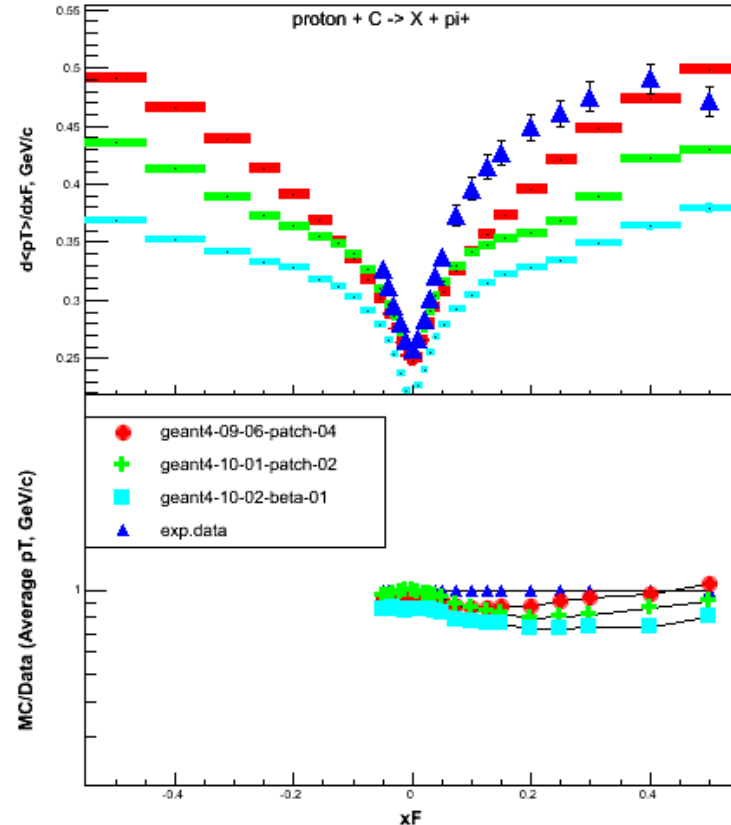 proton + C -> X + pi+
d<pT>/dxF, GeV/c
0.55
0.5
0.45
0.4
0.35
0.3
0.25
geant4-09-06-patch-04
geant4-10-01-patch-02
geant4-10-02-beta-01
exp.data
MC/Data (Average pT, GeV/c)
1
-0.4
-0.2
0
0.2
0.4
xF